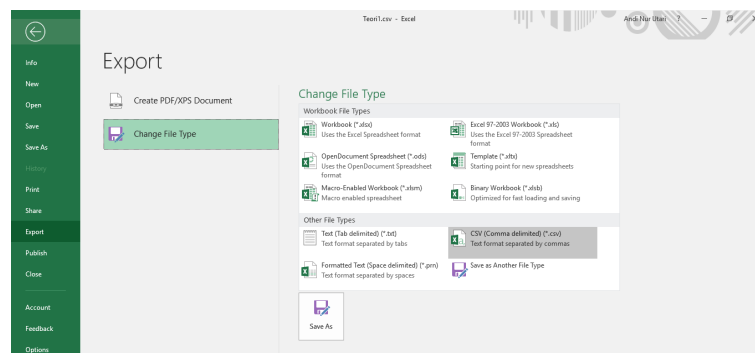 Teori1.csv - Excel
Andi Nur Utari ?
Info
New
Open
Save
Save As
History
Print
Share
Export
Publish
Close
Account
Feedback
Options
Export
Create PDF/XPS Document
Change File Type
Change File Type
Workbook File Types
Workbook (*.xlsx)
Uses the Excel Spreadsheet format
Excel 97-2003 Workbook (*.xls)
Uses the Excel 97-2003 Spreadsheet
format
OpenDocument Spreadsheet (*.ods)
Uses the OpenDocument Spreadsheet
format
Template (*.xltx)
Starting point for new spreadsheets
Macro-Enabled Workbook (*.xlsm)
Macro enabled spreadsheet
Binary Workbook (*.xlsb)
Optimized for fast loading and saving
Other File Types
Text (Tab delimited) (*.txt)
Text format separated by tabs
CSV (Comma delimited) (*.csv)
Text format separated by commas
Formatted Text (Space delimited) (*.prn)
Text format separated by spaces
Save as Another File Type
Save As